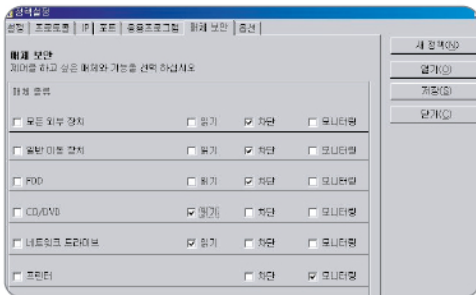 정책설정
설정 프로토콜 IP 포트 응용프로그램 매체 보안 옵션
매체 보안
제어를 하고 싶은 매체와 기능을 선택 하십시오
매체 종류
모든 외부 장치 읽기 차단 모니터링
일반 이동 장치 읽기 차단 모니터링
FDD 읽기 차단 모니터링
CD/DVD 읽기 차단 모니터링
네트워크 드라이브 읽기 차단 모니터링
프린터 차단 모니터링
새 정책(N)
열기(O)
저장(S)
닫기(C)